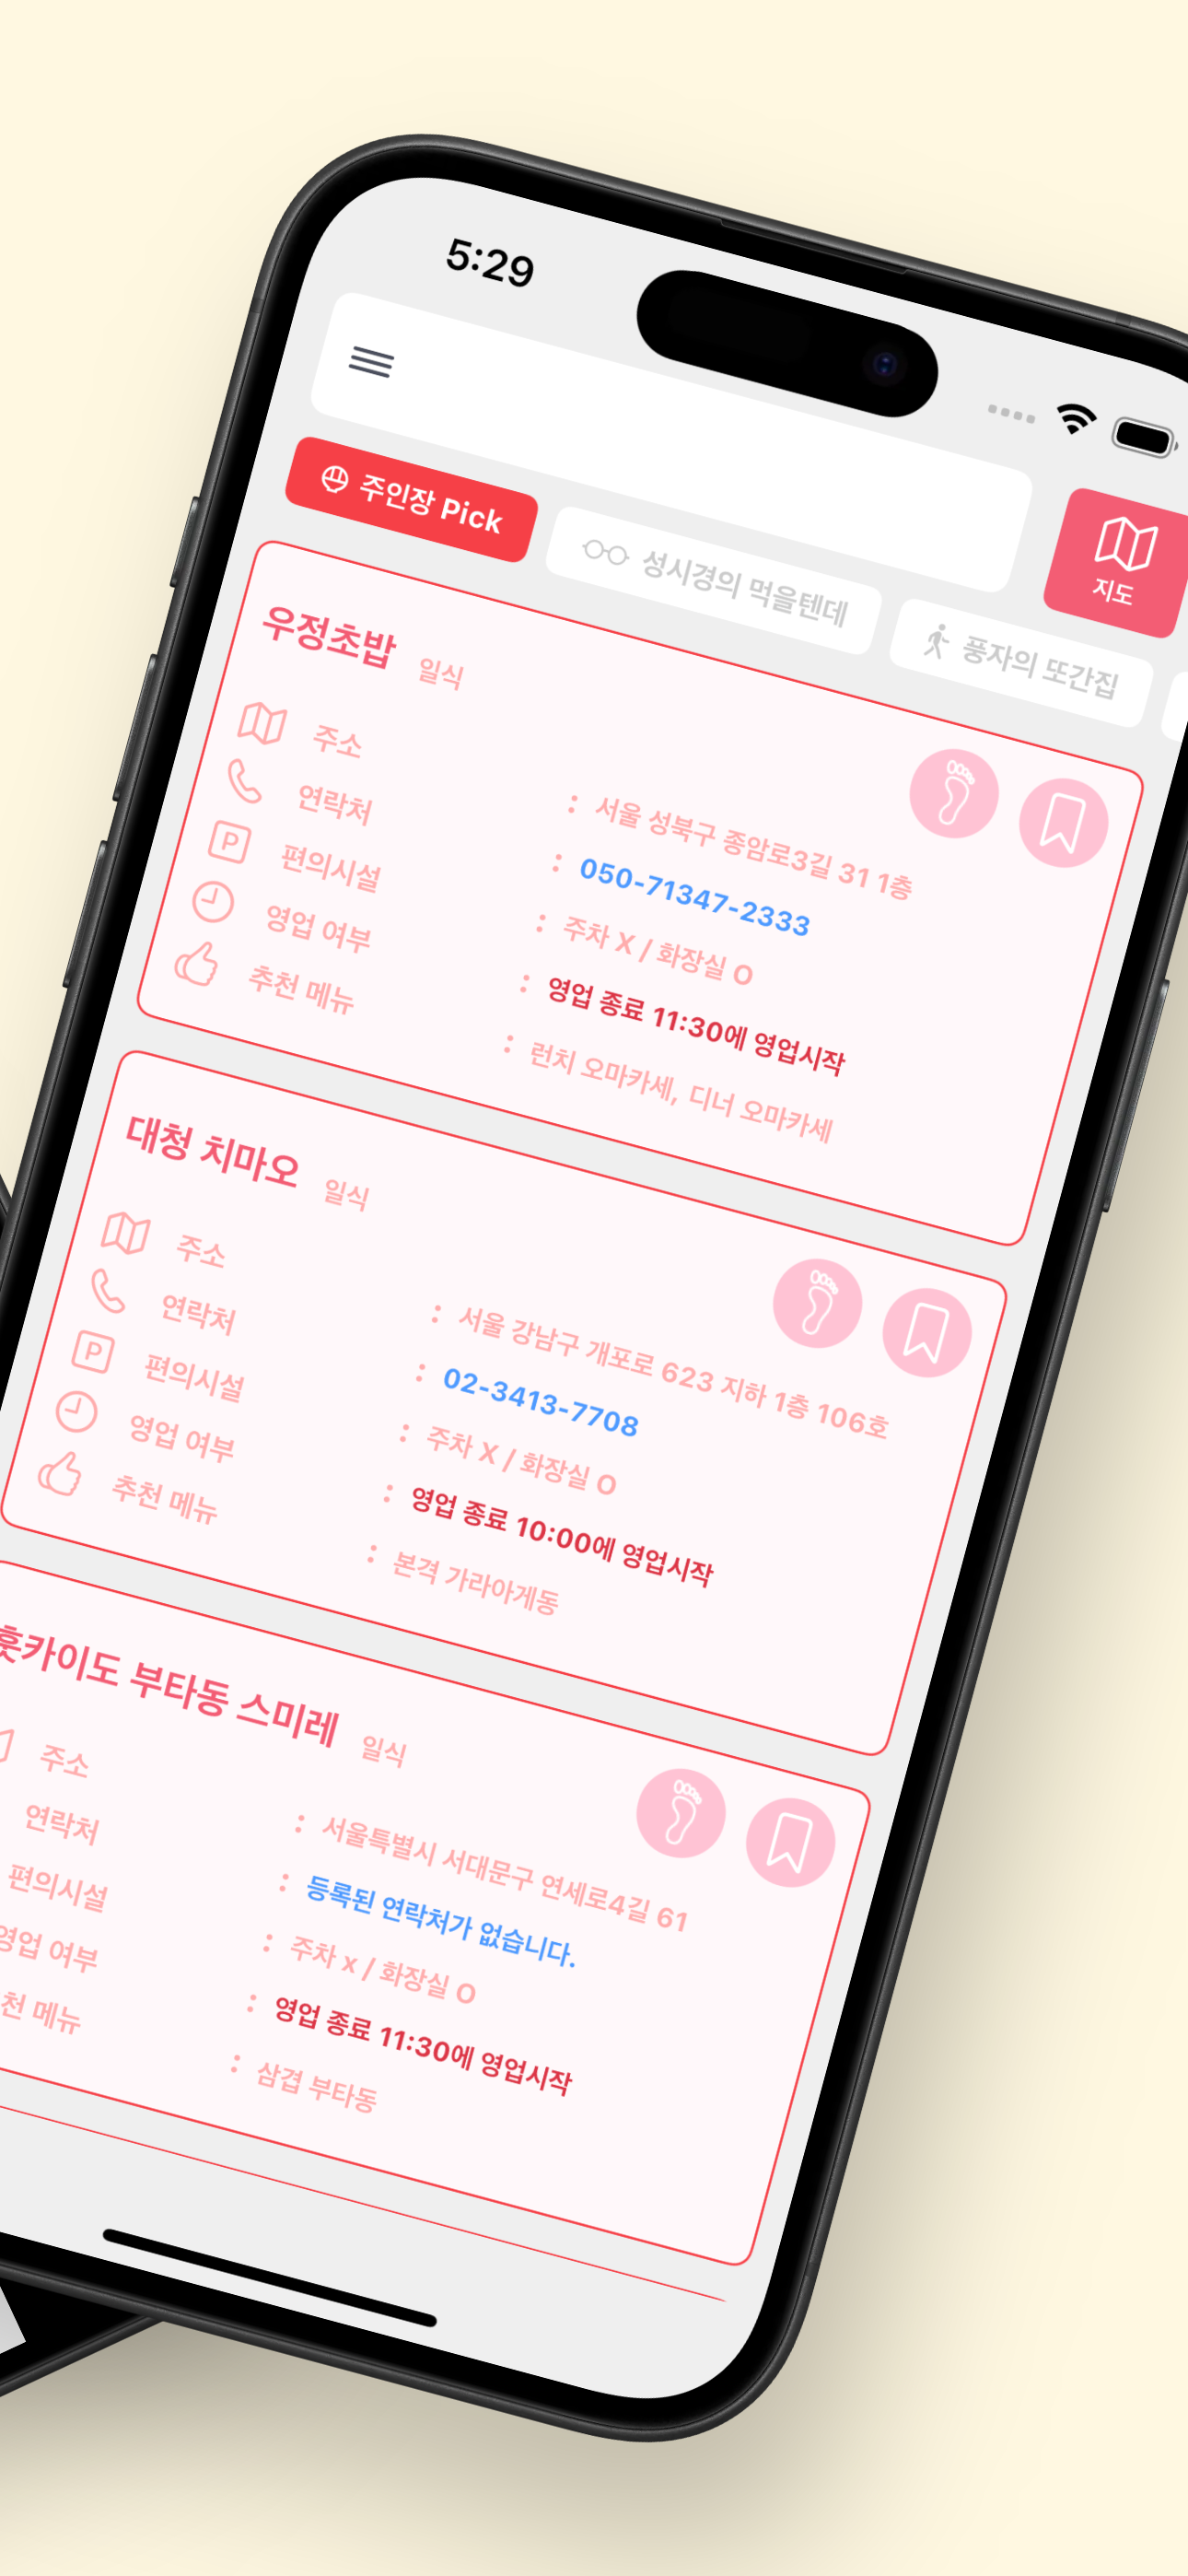 5:29
지도
주인장 Pick
성시경의 먹을텐데
풍자의 또간집
우정초밥 일식
주소 : 서울 성북구 종암로3길 31 1층
연락처 : 050-71347-2333
P 편의시설 : 주차 X / 화장실 O
영업 여부 : 영업 종료 11:30에 영업시작
추천 메뉴 : 런치 오마카세, 디너 오마카세
대청 치마오 일식
주소 : 서울 강남구 개포로 623 지하 1층 106호
연락처 : 02-3413-7708
P 편의시설 : 주차 X / 화장실 O
영업 여부 : 영업 종료 10:00에 영업시작
추천 메뉴 : 본격 가라아게동
홋카이도 부타동 스미레 일식
주소 : 서울특별시 서대문구 연세로4길 61
연락처 : 등록된 연락처가 없습니다.
편의시설 : 주차 x / 화장실 O
영업 여부 : 영업 종료 11:30에 영업시작
천 메뉴 : 삼겹 부타동